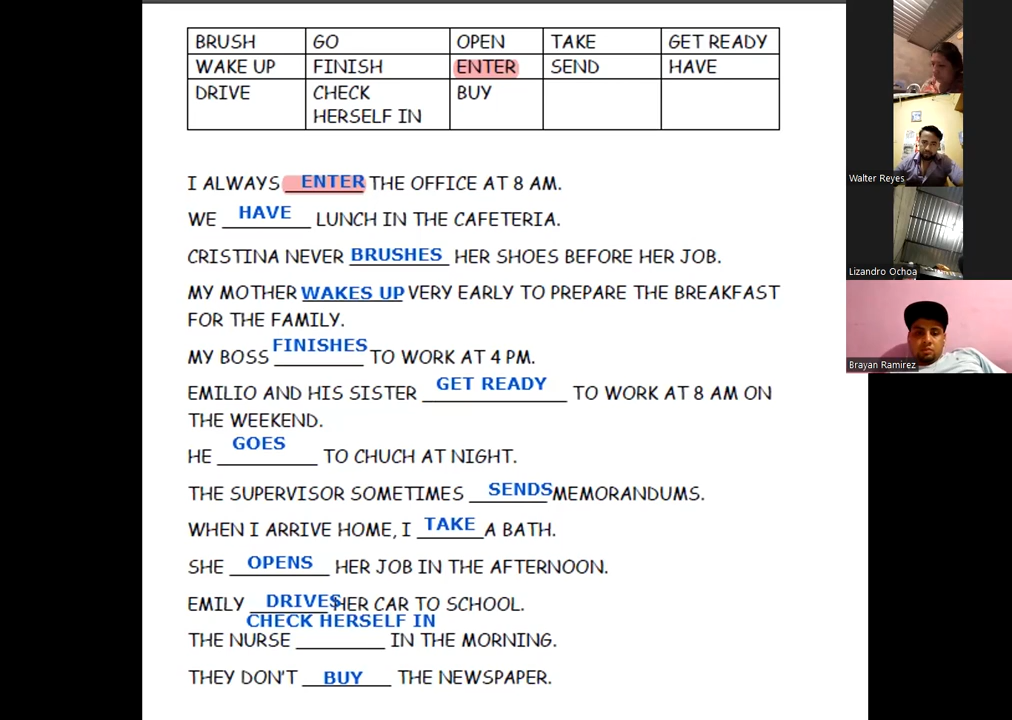 BRUSH GO OPEN TAKE GET READY
WAKE UP FINISH ENTER SEND HAVE
DRIVE CHECK HERSELF IN BUY
I ALWAYS ENTER THE OFFICE AT 8 AM.
WE HAVE LUNCH IN THE CAFETERIA.
CRISTINA NEVER BRUSHES HER SHOES BEFORE HER JOB.
MY MOTHER WAKES UP VERY EARLY TO PREPARE THE BREAKFAST
FOR THE FAMILY.
MY BOSS FINISHES TO WORK AT 4 PM.
EMILIO AND HIS SISTER GET READY TO WORK AT 8 AM ON
THE WEEKEND.
HE GOES TO CHUCH AT NIGHT.
THE SUPERVISOR SOMETIMES SENDS MEMORANDUMS.
WHEN I ARRIVE HOME, I TAKE A BATH.
SHE OPENS HER JOB IN THE AFTERNOON.
EMILY DRIVES HER CAR TO SCHOOL.
THE NURSE CHECK HERSELF IN IN THE MORNING.
THEY DON'T BUY THE NEWSPAPER.
Walter Reyes
Lizandro Ochoa
Brayan Ramirez